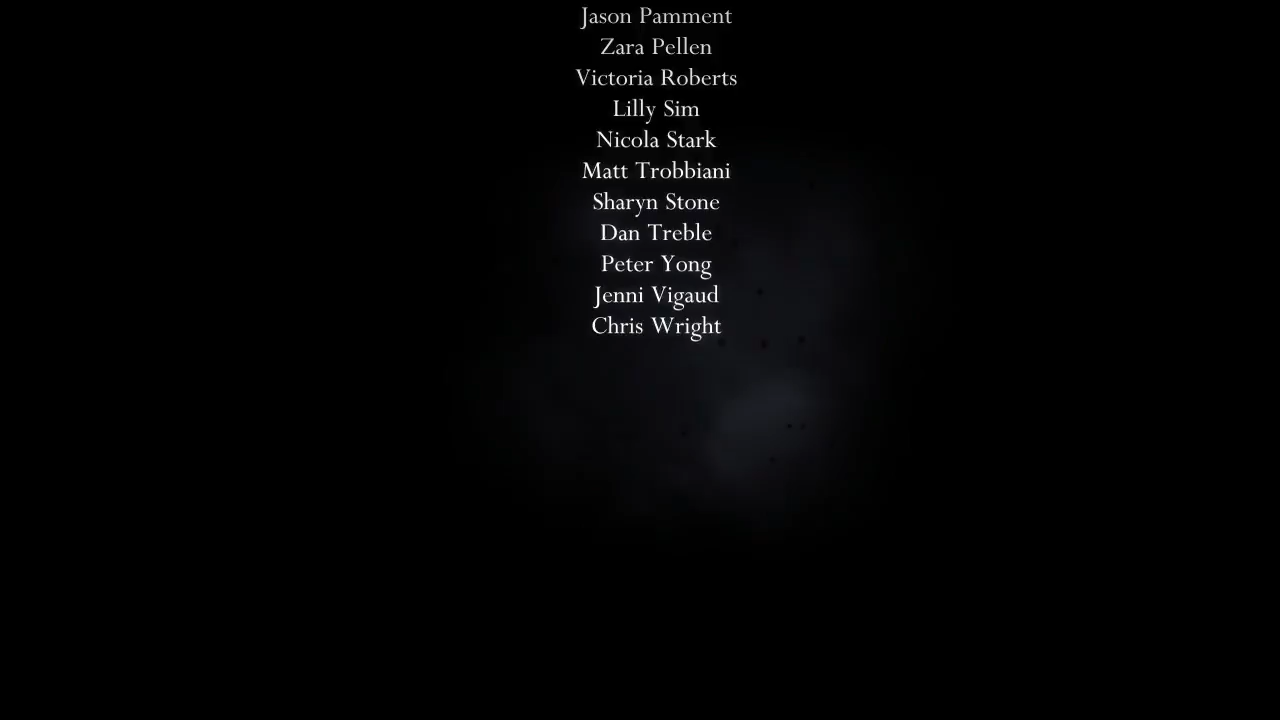 Jason Pamment
Zara Pellen
Victoria Roberts
Lilly Sim
Nicola Stark
Matt Trobbiani
Sharyn Stone
Dan Treble
Peter Yong
Jenni Vigaud
Chris Wright